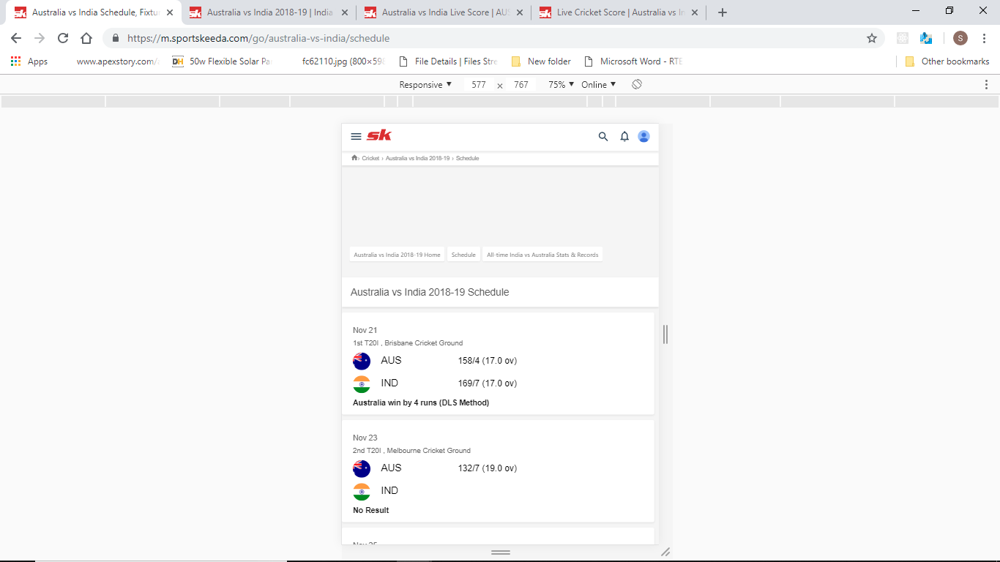 Australia vs India Schedule, Fixtu
Australia vs India 2018-19 | India
Australia vs India Live Score | AUS
Live Cricket Score | Australia vs In
https://m.sportskeeda.com/go/australia-vs-india/schedule
S
Apps
www.apexstory.com/
50w Flexible Solar Pa
fc62110.jpg (800×598
File Details | Files Stre
New folder
Microsoft Word - RTE
Other bookmarks
Responsive
577
×
767
75%
Online
sk
Cricket › Australia vs India 2018-19 › Schedule
Australia vs India 2018-19 Home
Schedule
All-time India vs Australia Stats & Records
Australia vs India 2018-19 Schedule
Nov 21
1st T20I , Brisbane Cricket Ground
AUS 158/4 (17.0 ov)
IND 169/7 (17.0 ov)
Australia win by 4 runs (DLS Method)
Nov 23
2nd T20I , Melbourne Cricket Ground
AUS 132/7 (19.0 ov)
IND
No Result
Nov 25